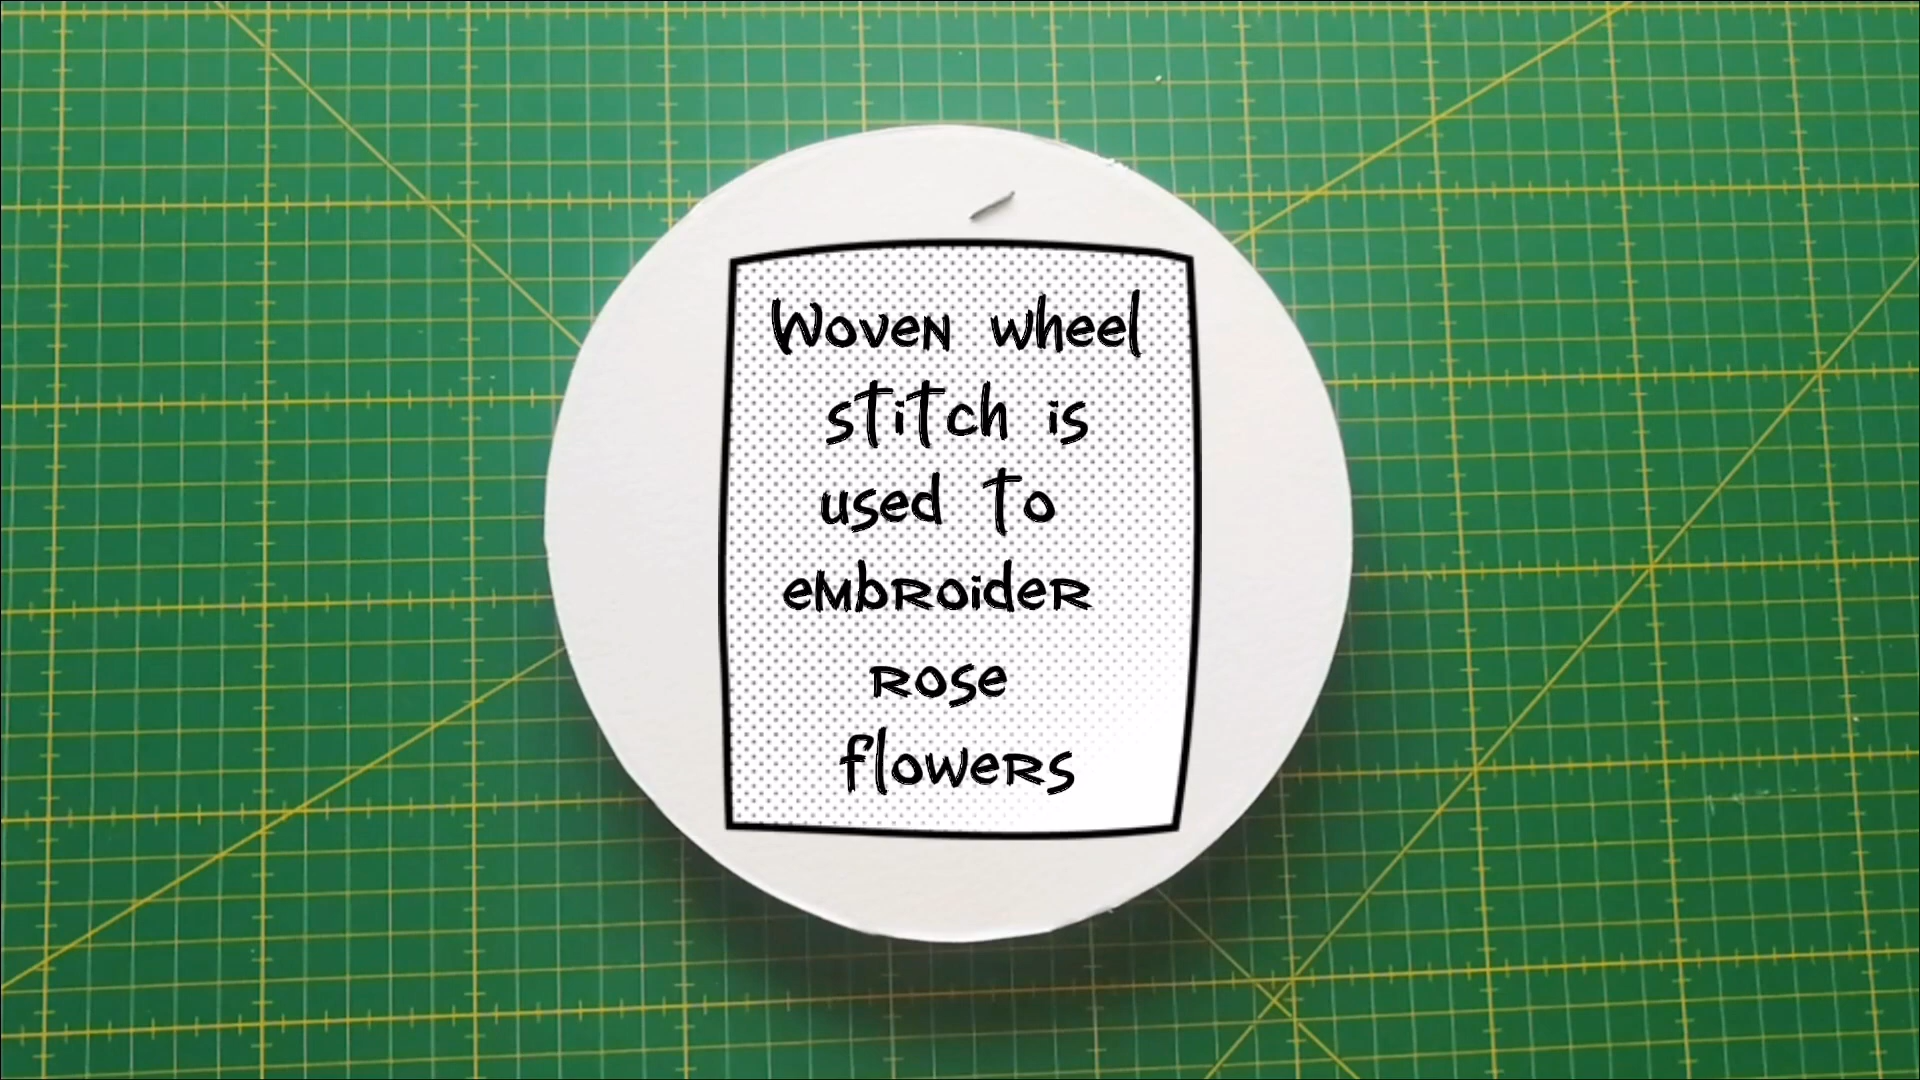 Woven wheel
stitch is
used to
embroider
rose
flowers